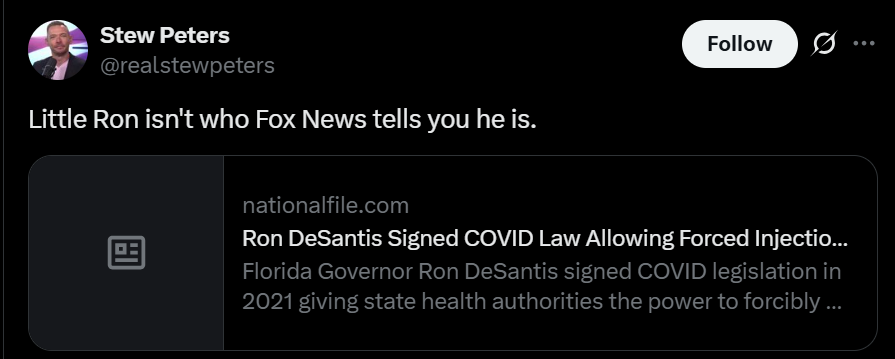 Stew Peters
@realstewpeters
Follow
Little Ron isn't who Fox News tells you he is.
nationalfile.com
Ron DeSantis Signed COVID Law Allowing Forced Injectio...
Florida Governor Ron DeSantis signed COVID legislation in
2021 giving state health authorities the power to forcibly ...